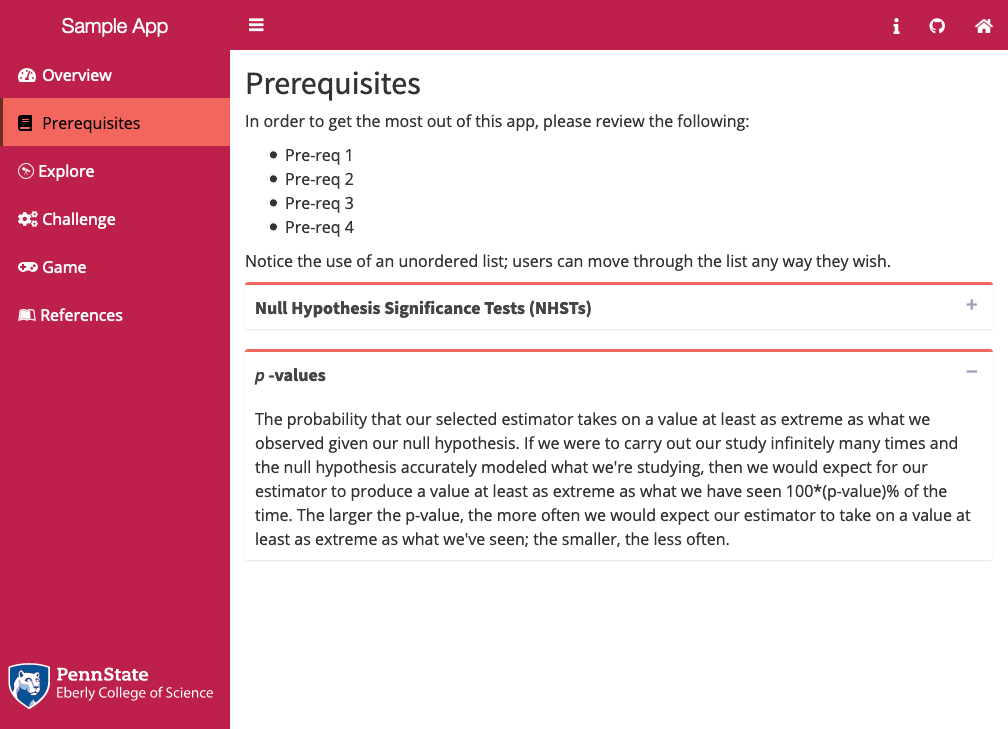 Sample App
Overview
Prerequisites
Explore
Challenge
Game
References
PennState
Eberly College of Science
Prerequisites
In order to get the most out of this app, please review the following:
Pre-req 1
Pre-req 2
Pre-req 3
Pre-req 4
Notice the use of an unordered list; users can move through the list any way they wish.
Null Hypothesis Significance Tests (NHSTs)
p -values
The probability that our selected estimator takes on a value at least as extreme as what we
observed given our null hypothesis. If we were to carry out our study infinitely many times and
the null hypothesis accurately modeled what we're studying, then we would expect for our
estimator to produce a value at least as extreme as what we have seen 100*(p-value)% of the
time. The larger the p-value, the more often we would expect our estimator to take on a value at
least as extreme as what we've seen; the smaller, the less often.